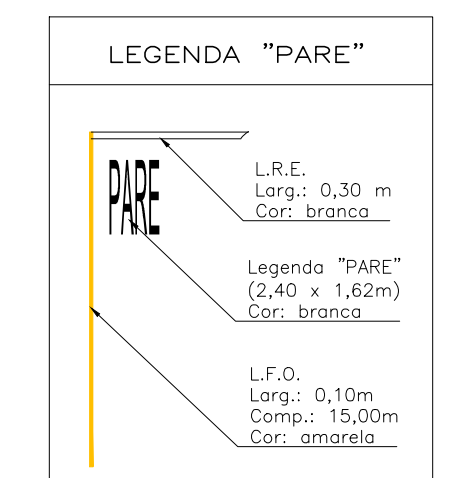 LEGENDA "PARE"
PARE
L.R.E.
Larg.: 0,30 m
Cor: branca
Legenda "PARE"
(2,40 x 1,62m)
Cor: branca
L.F.O.
Larg.: 0,10m
Comp.: 15,00m
Cor: amarela